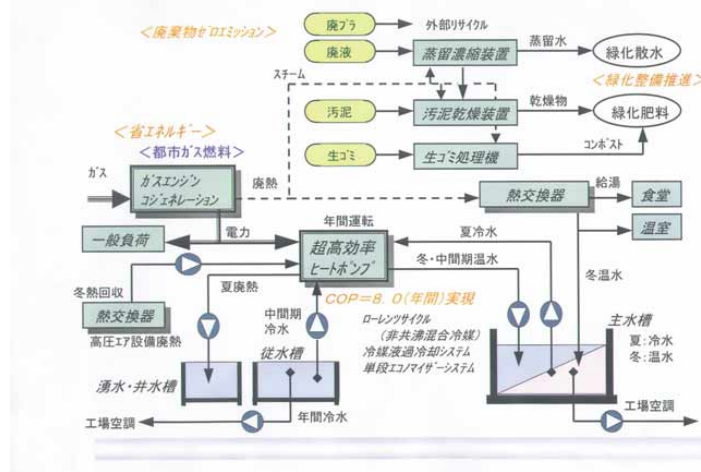 廃プラ
外部リサイクル
＜廃棄物ゼロエミッション＞
廃液
蒸留濃縮装置
蒸留水
緑化散水
スチーム
＜緑化整備推進＞
汚泥
汚泥乾燥装置
乾燥物
緑化肥料
＜省エネルギー＞
＜都市ガス燃料＞
生ゴミ
生ゴミ処理機
コンポスト
ガス
ガスエンジン
コジェネレーション
廃熱
熱交換器
給湯
食堂
温室
一般負荷
電力
年間運転
超高効率
ヒートポンプ
夏冷水
冬・中間期温水
冬温水
冬熱回収
夏廃熱
熱交換器
高圧エア設備廃熱
中間期
冷水
COP＝8.0(年間)実現
ローレンツサイクル
(非共沸混合冷媒)
冷媒液過冷却システム
単段エコノマイザーシステム
主水槽
夏:冷水
冬:温水
従水槽
湧水・井水槽
工場空調
年間冷水
工場空調